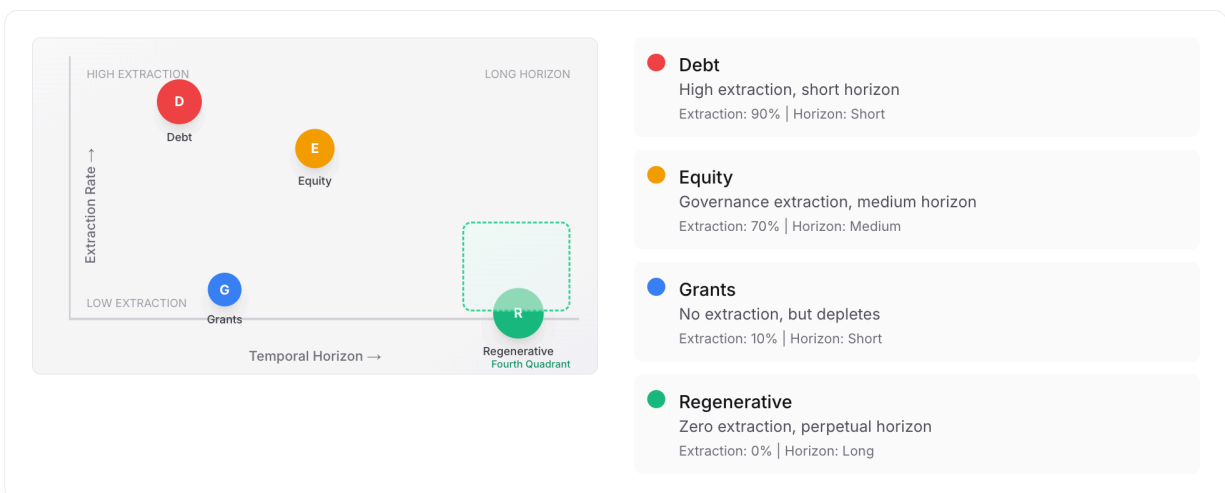 HIGH EXTRACTION
LONG HORIZON
D
Debt
E
Equity
Extraction Rate →
G
Grants
LOW EXTRACTION
R
Regenerative
Fourth Quadrant
Temporal Horizon →
Debt
High extraction, short horizon
Extraction: 90% | Horizon: Short
Equity
Governance extraction, medium horizon
Extraction: 70% | Horizon: Medium
Grants
No extraction, but depletes
Extraction: 10% | Horizon: Short
Regenerative
Zero extraction, perpetual horizon
Extraction: 0% | Horizon: Long